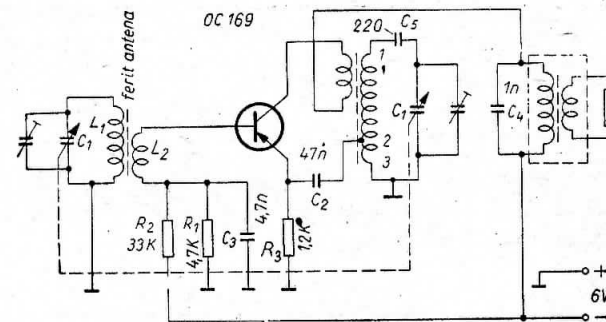 OC 169
ferit antena
220
C5
1
C1
L1
L2
47n
C2
2
3
C1
1n
C4
R2
33K
R1
4,7K
C3
4,7n
R3
1,2K
+
6V
-